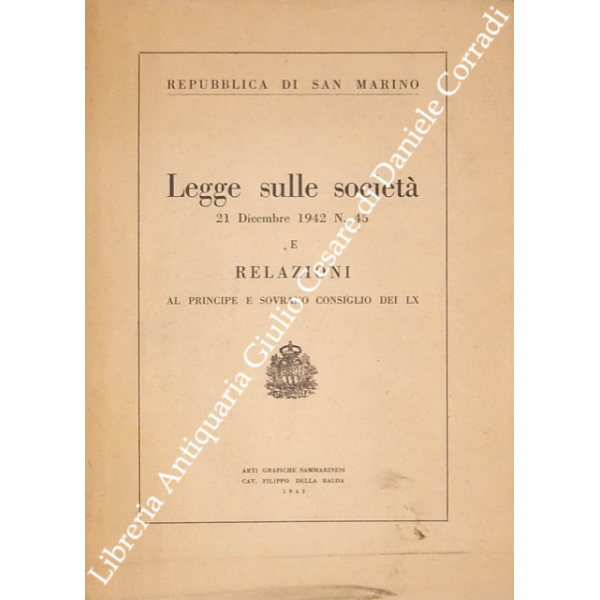 REPUBBLICA DI SAN MARINO
Legge sulle società
21 Dicembre 1942 N. 45
E
RELAZIONI
AL PRINCIPE E SOVRANO CONSIGLIO DEI LX
ARTI GRAFICHE SAMMARINESI
CAV. FILIPPO DELLA BALDA
1943
Libreria Antiquaria Giulio Cesare di Daniele Corradi